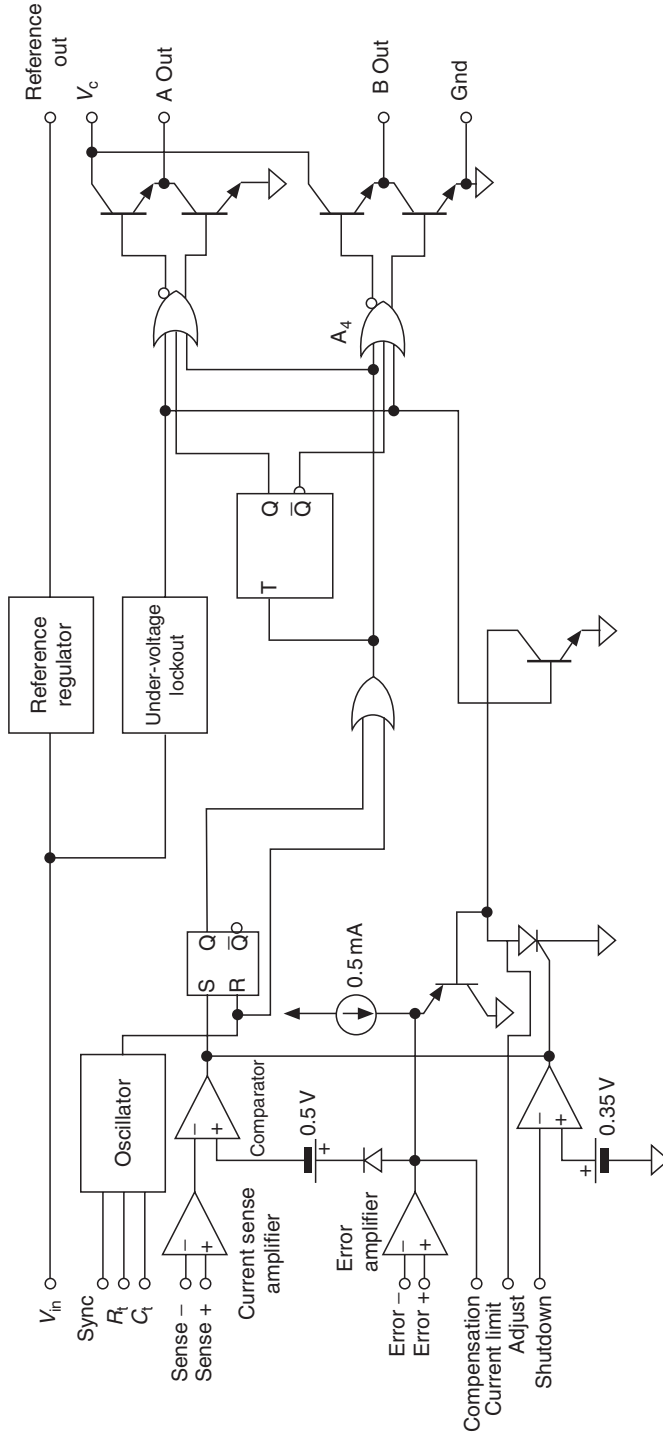 V_in
Sync
R_t
C_t
Sense −
Sense +
Error −
Error +
Compensation
Current limit
Adjust
Shutdown
Oscillator
Current sense
amplifier
Error
amplifier
−
+
−
+
Comparator
−
+
−
+
0.5 V
+
0.35 V
+
S
R
Q
Q̅
0.5 mA
Reference
regulator
Under-voltage
lockout
T
Q
Q̅
A₄
Reference
out
V_c
A Out
B Out
Gnd